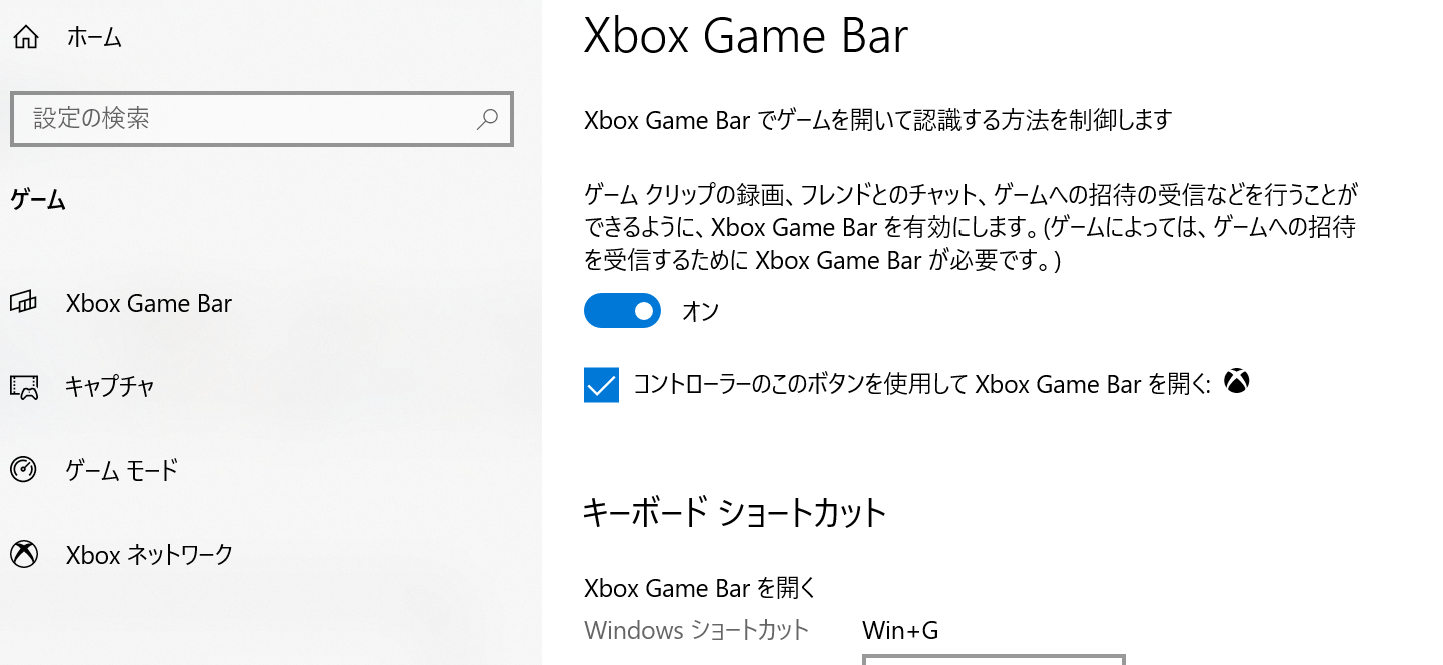 ホーム
設定の検索
ゲーム
Xbox Game Bar
キャプチャ
ゲーム モード
Xbox ネットワーク
Xbox Game Bar
Xbox Game Bar でゲームを開いて認識する方法を制御します
ゲーム クリップの録画、フレンドとのチャット、ゲームへの招待の受信などを行うことが
できるように、Xbox Game Bar を有効にします。(ゲームによっては、ゲームへの招待
を受信するために Xbox Game Bar が必要です。)
オン
コントローラーのこのボタンを使用して Xbox Game Bar を開く:
キーボード ショートカット
Xbox Game Bar を開く
Windows ショートカット Win+G